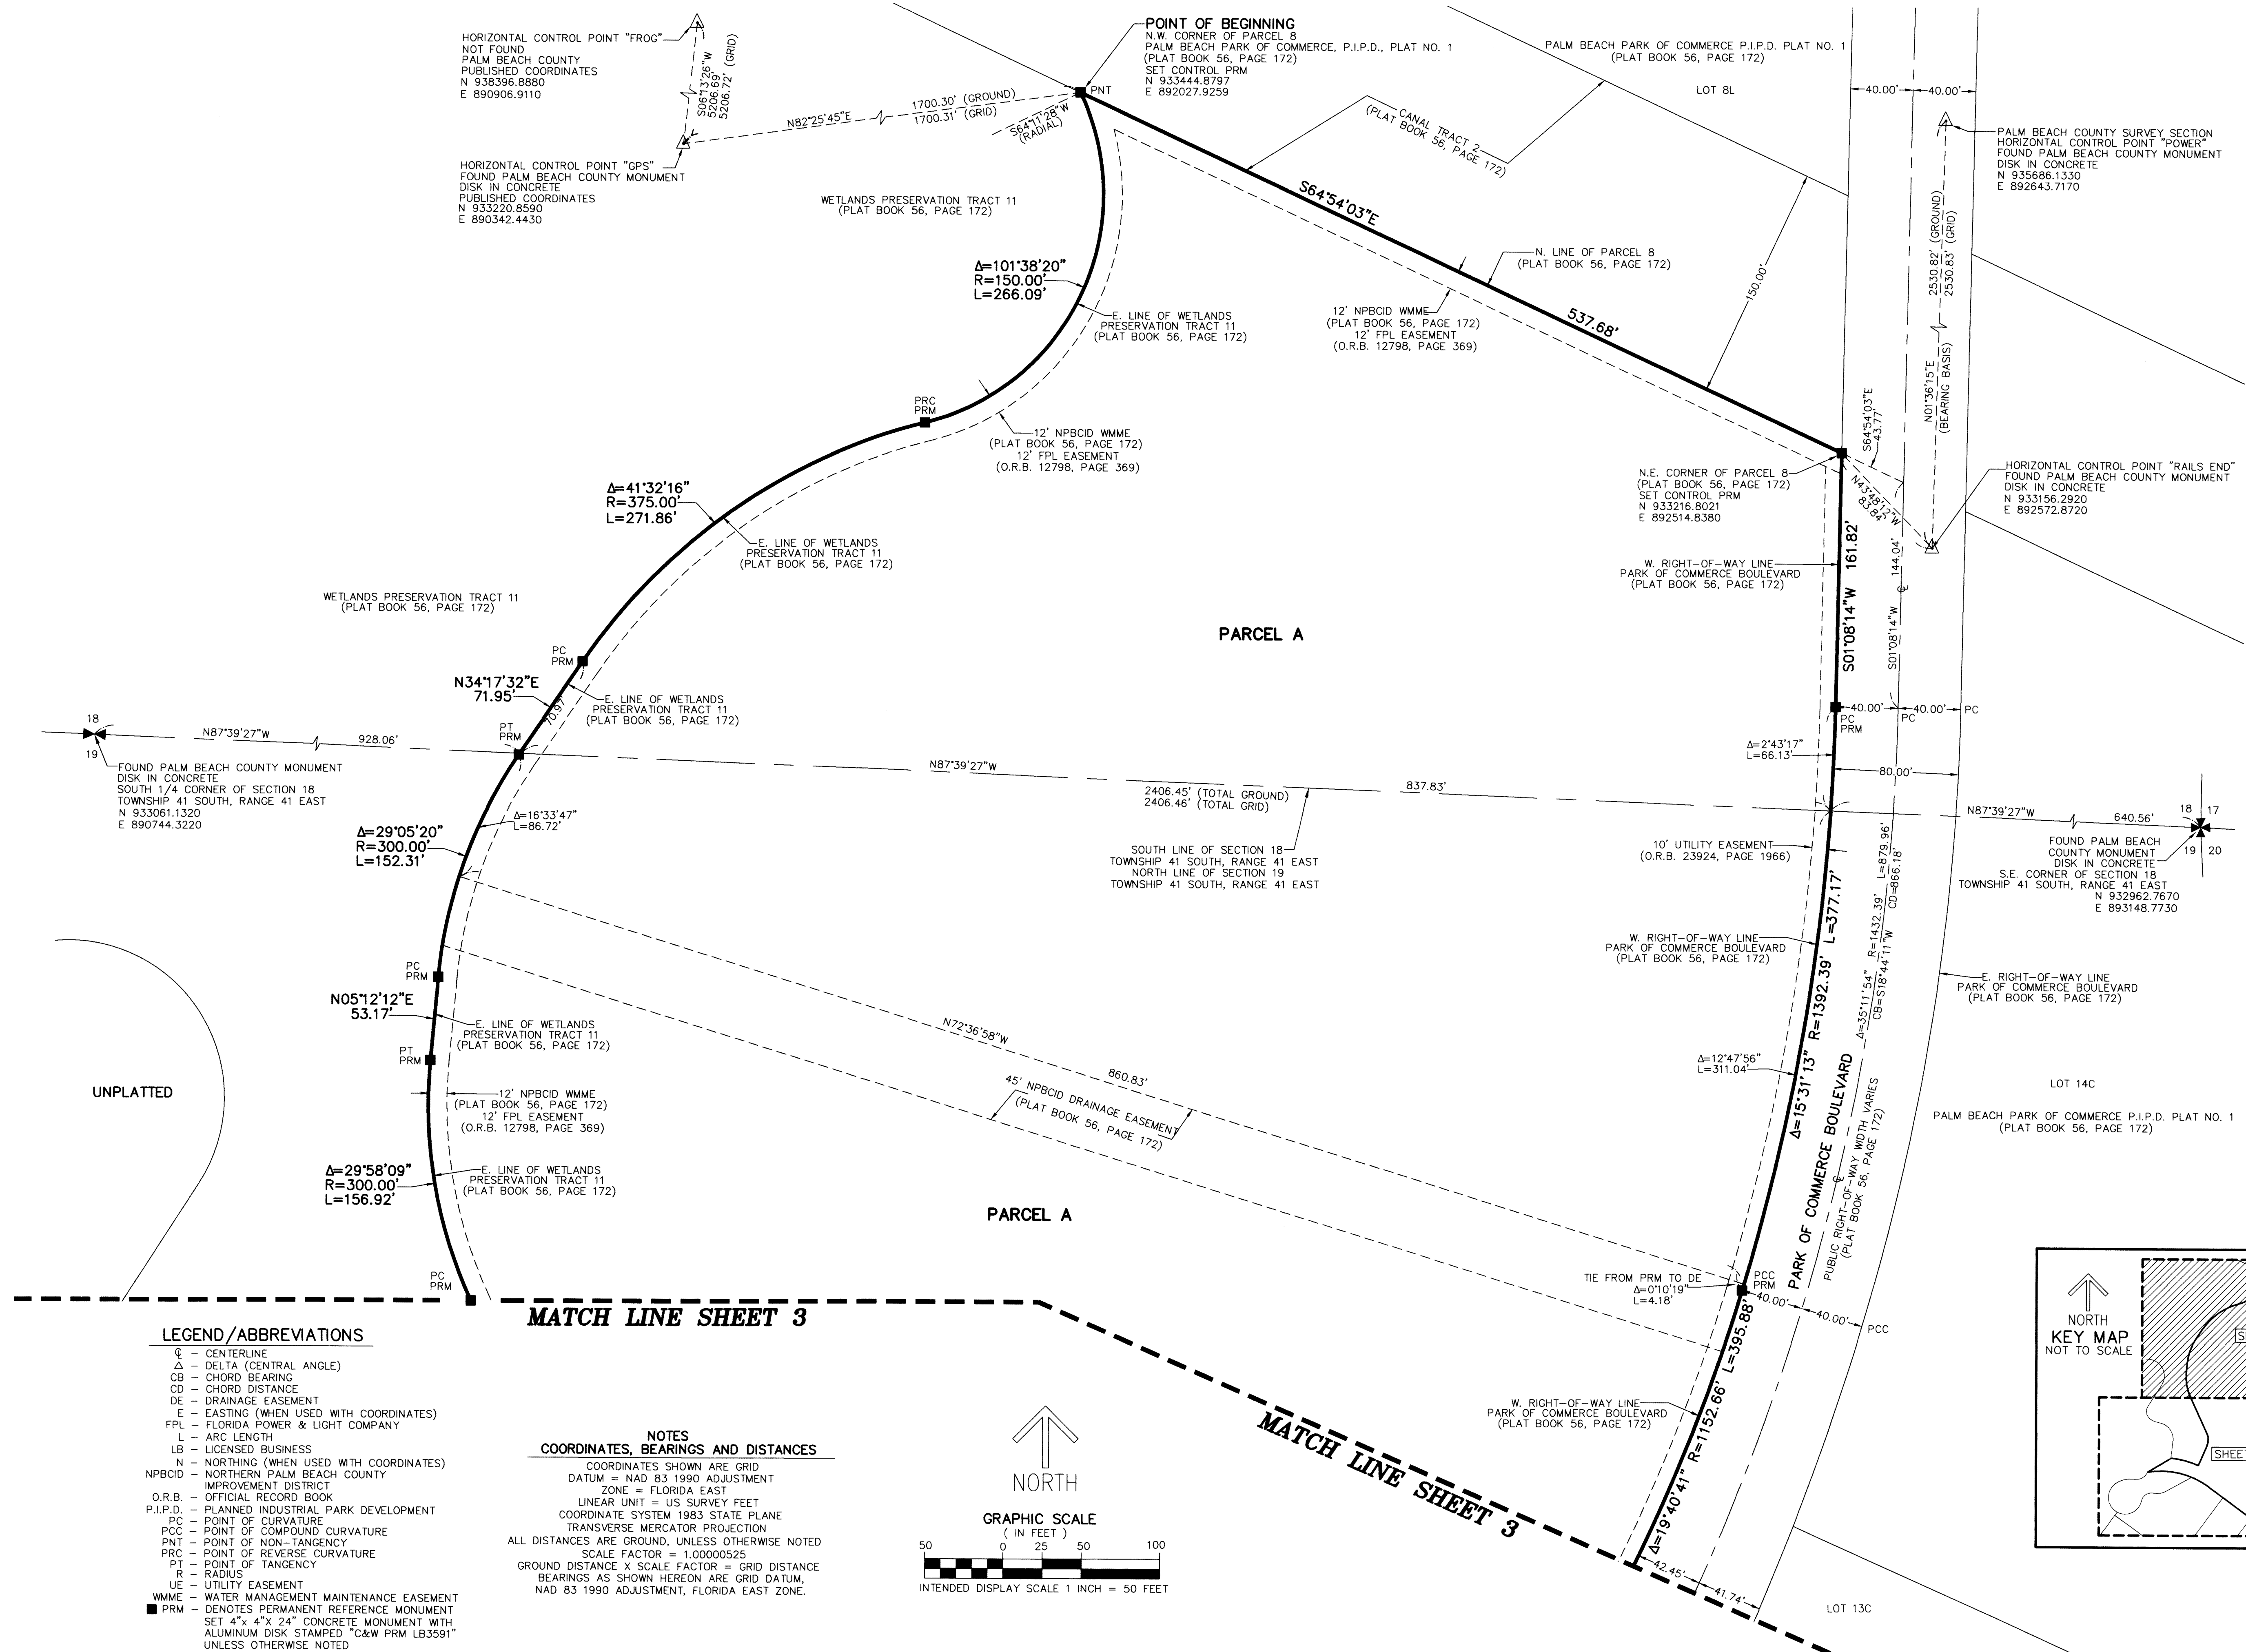 HORIZONTAL CONTROL POINT "FROG"
NOT FOUND
PALM BEACH COUNTY
PUBLISHED COORDINATES
N 938396.8880
E 890906.9110
S06°13'26"W
5206.69'
5206.72' (GRID)
HORIZONTAL CONTROL POINT "GPS"
FOUND PALM BEACH COUNTY MONUMENT
DISK IN CONCRETE
PUBLISHED COORDINATES
N 933220.8590
E 890342.4430
N82°25'45"E
1700.30' (GROUND)
1700.31' (GRID)
S64°11'28"W
(RADIAL)
PNT
POINT OF BEGINNING
N.W. CORNER OF PARCEL 8
PALM BEACH PARK OF COMMERCE, P.I.P.D., PLAT NO. 1
(PLAT BOOK 56, PAGE 172)
SET CONTROL PRM
N 933444.8797
E 892027.9259
PALM BEACH PARK OF COMMERCE P.I.P.D. PLAT NO. 1
(PLAT BOOK 56, PAGE 172)
LOT 8L
CANAL TRACT 2
(PLAT BOOK 56, PAGE 172)
40.00'
40.00'
PALM BEACH COUNTY SURVEY SECTION
HORIZONTAL CONTROL POINT "POWER"
FOUND PALM BEACH COUNTY MONUMENT
DISK IN CONCRETE
N 935686.1330
E 892643.7170
N01°36'15"E
(BEARING BASIS)
2530.82' (GROUND)
2530.83' (GRID)
WETLANDS PRESERVATION TRACT 11
(PLAT BOOK 56, PAGE 172)
S64°54'03"E
537.68'
N. LINE OF PARCEL 8
(PLAT BOOK 56, PAGE 172)
150.00'
Δ=101°38'20"
R=150.00'
L=266.09'
E. LINE OF WETLANDS
PRESERVATION TRACT 11
(PLAT BOOK 56, PAGE 172)
12' NPBCID WMME
(PLAT BOOK 56, PAGE 172)
12' FPL EASEMENT
(O.R.B. 12798, PAGE 369)
PRC
PRM
12' NPBCID WMME
(PLAT BOOK 56, PAGE 172)
12' FPL EASEMENT
(O.R.B. 12798, PAGE 369)
S64°54'03"E
43.77'
N43°48'12"W
83.84'
N.E. CORNER OF PARCEL 8
(PLAT BOOK 56, PAGE 172)
SET CONTROL PRM
N 933216.8021
E 892514.8380
HORIZONTAL CONTROL POINT "RAILS END"
FOUND PALM BEACH COUNTY MONUMENT
DISK IN CONCRETE
N 933156.2920
E 892572.8720
Δ=41°32'16"
R=375.00'
L=271.86'
E. LINE OF WETLANDS
PRESERVATION TRACT 11
(PLAT BOOK 56, PAGE 172)
W. RIGHT-OF-WAY LINE
PARK OF COMMERCE BOULEVARD
(PLAT BOOK 56, PAGE 172)
S01°08'14"W 161.82'
S01°08'14"W ℄ 144.04'
WETLANDS PRESERVATION TRACT 11
(PLAT BOOK 56, PAGE 172)
PARCEL A
PC
PRM
N34°17'32"E
71.95'
70.97'
E. LINE OF WETLANDS
PRESERVATION TRACT 11
(PLAT BOOK 56, PAGE 172)
PT
PRM
40.00'
40.00'
PC
PRM
PC
PC
18
19
N87°39'27"W
928.06'
FOUND PALM BEACH COUNTY MONUMENT
DISK IN CONCRETE
SOUTH 1/4 CORNER OF SECTION 18
TOWNSHIP 41 SOUTH, RANGE 41 EAST
N 933061.1320
E 890744.3220
N87°39'27"W
2406.45' (TOTAL GROUND)
2406.46' (TOTAL GRID)
837.83'
Δ=2°43'17"
L=66.13'
80.00'
N87°39'27"W
640.56'
18 17
19 20
FOUND PALM BEACH
COUNTY MONUMENT
DISK IN CONCRETE
S.E. CORNER OF SECTION 18
TOWNSHIP 41 SOUTH, RANGE 41 EAST
N 932962.7670
E 893148.7730
Δ=29°05'20"
R=300.00'
L=152.31'
Δ=16°33'47"
L=86.72'
SOUTH LINE OF SECTION 18
TOWNSHIP 41 SOUTH, RANGE 41 EAST
NORTH LINE OF SECTION 19
TOWNSHIP 41 SOUTH, RANGE 41 EAST
10' UTILITY EASEMENT
(O.R.B. 23924, PAGE 1966)
W. RIGHT-OF-WAY LINE
PARK OF COMMERCE BOULEVARD
(PLAT BOOK 56, PAGE 172)
Δ=15°31'13" R=1392.39' L=377.17'
Δ=35°11'54" R=1432.39' L=879.96'
CB=S18°44'11"W CD=866.18'
E. RIGHT-OF-WAY LINE
PARK OF COMMERCE BOULEVARD
(PLAT BOOK 56, PAGE 172)
PC
PRM
N05°12'12"E
53.17'
E. LINE OF WETLANDS
PRESERVATION TRACT 11
(PLAT BOOK 56, PAGE 172)
PT
PRM
N72°36'58"W
860.83'
Δ=12°47'56"
L=311.04'
UNPLATTED
12' NPBCID WMME
(PLAT BOOK 56, PAGE 172)
12' FPL EASEMENT
(O.R.B. 12798, PAGE 369)
45' NPBCID DRAINAGE EASEMENT
(PLAT BOOK 56, PAGE 172)
LOT 14C
PALM BEACH PARK OF COMMERCE P.I.P.D. PLAT NO. 1
(PLAT BOOK 56, PAGE 172)
PARK OF COMMERCE BOULEVARD
℄
PUBLIC RIGHT-OF-WAY WIDTH VARIES
(PLAT BOOK 56, PAGE 172)
Δ=29°58'09"
R=300.00'
L=156.92'
E. LINE OF WETLANDS
PRESERVATION TRACT 11
(PLAT BOOK 56, PAGE 172)
PARCEL A
PC
PRM
TIE FROM PRM TO DE
Δ=0°10'19"
L=4.18'
PCC
PRM
40.00'
40.00'
PCC
MATCH LINE SHEET 3
MATCH LINE SHEET 3
W. RIGHT-OF-WAY LINE
PARK OF COMMERCE BOULEVARD
(PLAT BOOK 56, PAGE 172)
Δ=19°40'41" R=1152.66' L=395.88'
42.45'
41.74'
LOT 13C
NORTH
KEY MAP
NOT TO SCALE
SHEET
LEGEND/ABBREVIATIONS
℄ - CENTERLINE
Δ - DELTA (CENTRAL ANGLE)
CB - CHORD BEARING
CD - CHORD DISTANCE
DE - DRAINAGE EASEMENT
E - EASTING (WHEN USED WITH COORDINATES)
FPL - FLORIDA POWER & LIGHT COMPANY
L - ARC LENGTH
LB - LICENSED BUSINESS
N - NORTHING (WHEN USED WITH COORDINATES)
NPBCID - NORTHERN PALM BEACH COUNTY
IMPROVEMENT DISTRICT
O.R.B. - OFFICIAL RECORD BOOK
P.I.P.D. - PLANNED INDUSTRIAL PARK DEVELOPMENT
PC - POINT OF CURVATURE
PCC - POINT OF COMPOUND CURVATURE
PNT - POINT OF NON-TANGENCY
PRC - POINT OF REVERSE CURVATURE
PT - POINT OF TANGENCY
R - RADIUS
UE - UTILITY EASEMENT
WMME - WATER MANAGEMENT MAINTENANCE EASEMENT
PRM - DENOTES PERMANENT REFERENCE MONUMENT
SET 4"x 4"X 24" CONCRETE MONUMENT WITH
ALUMINUM DISK STAMPED "C&W PRM LB3591"
UNLESS OTHERWISE NOTED
NOTES
COORDINATES, BEARINGS AND DISTANCES
COORDINATES SHOWN ARE GRID
DATUM = NAD 83 1990 ADJUSTMENT
ZONE = FLORIDA EAST
LINEAR UNIT = US SURVEY FEET
COORDINATE SYSTEM 1983 STATE PLANE
TRANSVERSE MERCATOR PROJECTION
ALL DISTANCES ARE GROUND, UNLESS OTHERWISE NOTED
SCALE FACTOR = 1.00000525
GROUND DISTANCE X SCALE FACTOR = GRID DISTANCE
BEARINGS AS SHOWN HEREON ARE GRID DATUM,
NAD 83 1990 ADJUSTMENT, FLORIDA EAST ZONE.
NORTH
GRAPHIC SCALE
( IN FEET )
50 0 25 50 100
INTENDED DISPLAY SCALE 1 INCH = 50 FEET